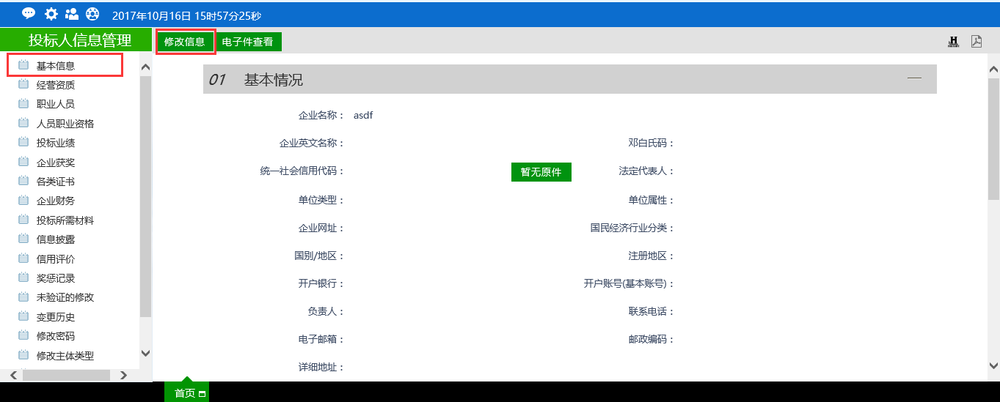 2017年10月16日 15时57分25秒
投标人信息管理
修改信息
电子件查看
H
HISTORY
基本信息
经营资质
职业人员
人员职业资格
投标业绩
企业获奖
各类证书
企业财务
投标所需材料
信息披露
信用评价
奖惩记录
未验证的修改
变更历史
修改密码
修改主体类型
01 基本情况
企业名称： asdf
企业英文名称：
邓白氏码：
统一社会信用代码：
暂无原件
法定代表人：
单位类型：
单位属性：
企业网址：
国民经济行业分类：
国别/地区：
注册地区：
开户银行：
开户账号(基本账号)：
负责人：
联系电话：
电子邮箱：
邮政编码：
详细地址：
首页